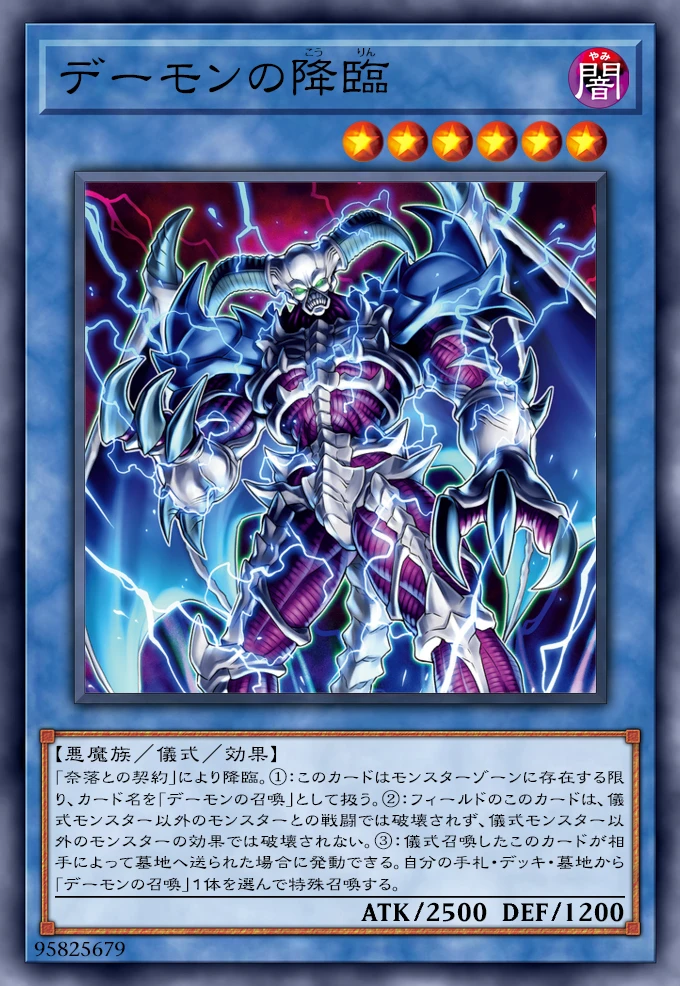 デーモンの降臨
こう りん
闇
やみ
【悪魔族／儀式／効果】
「奈落との契約」により降臨。①：このカードはモンスターゾーンに存在する限
り、カード名を「デーモンの召喚」として扱う。②：フィールドのこのカードは、儀
式モンスター以外のモンスターとの戦闘では破壊されず、儀式モンスター以
外のモンスターの効果では破壊されない。③：儀式召喚したこのカードが相
手によって墓地へ送られた場合に発動できる。自分の手札・デッキ・墓地から
「デーモンの召喚」1体を選んで特殊召喚する。
ATK/2500 DEF/1200
95825679